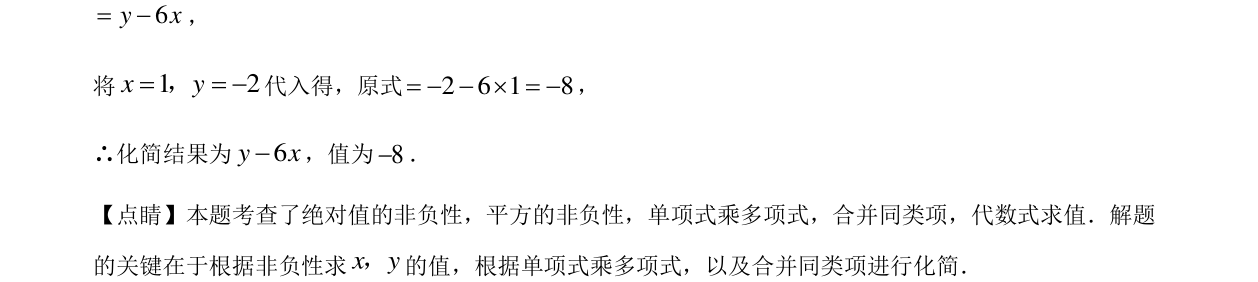 = y − 6x，
将 x = 1，y = −2 代入得，原式 = −2 − 6×1 = −8，
∴化简结果为 y − 6x，值为 −8．
【点睛】本题考查了绝对值的非负性，平方的非负性，单项式乘多项式，合并同类项，代数式求值．解题
的关键在于根据非负性求 x，y 的值，根据单项式乘多项式，以及合并同类项进行化简．